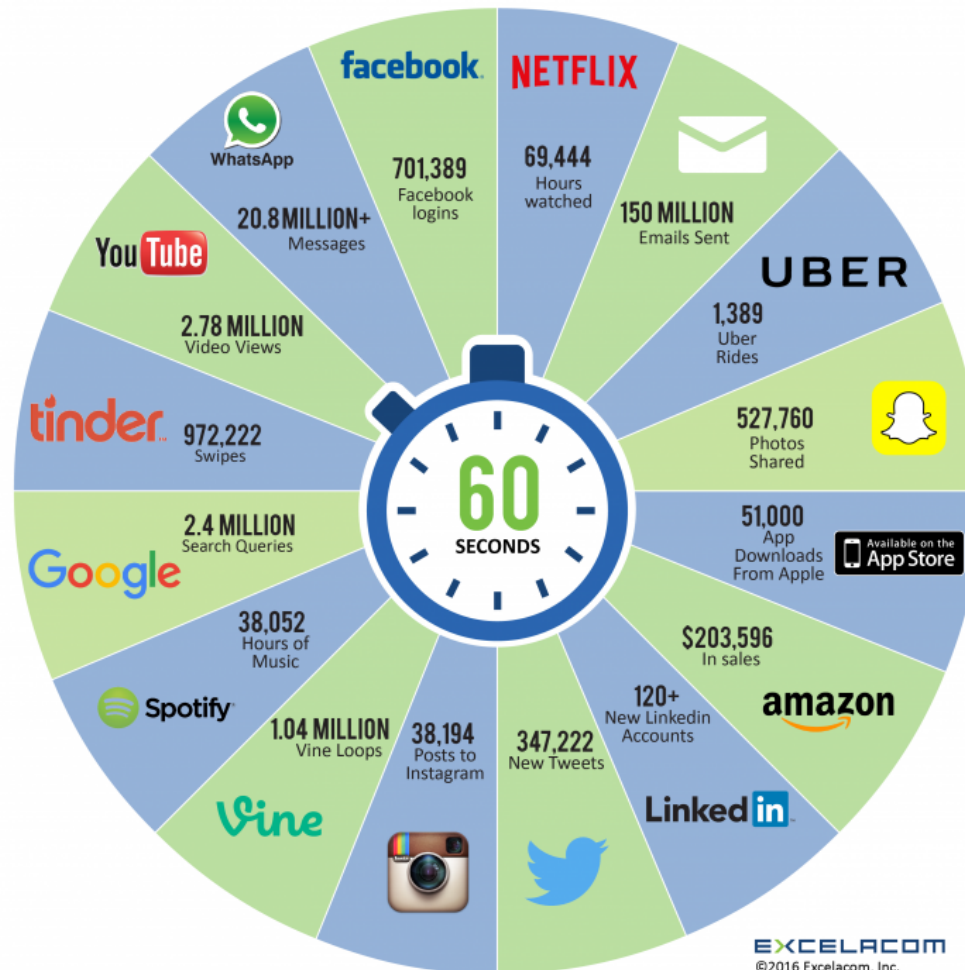 facebook
701,389
Facebook
logins
NETFLIX
69,444
Hours
watched
150 MILLION
Emails Sent
UBER
1,389
Uber
Rides
527,760
Photos
Shared
51,000
App
Downloads
From Apple
Available on the
App Store
$203,596
In sales
amazon
120+
New Linkedin
Accounts
Linked in
347,222
New Tweets
38,194
Posts to
Instagram
1.04 MILLION
Vine Loops
Vine
38,052
Hours of
Music
Spotify
2.4 MILLION
Search Queries
Google
tinder
972,222
Swipes
You Tube
2.78 MILLION
Video Views
WhatsApp
20.8 MILLION+
Messages
60
SECONDS
EXCELACOM
©2016 Excelacom, Inc.